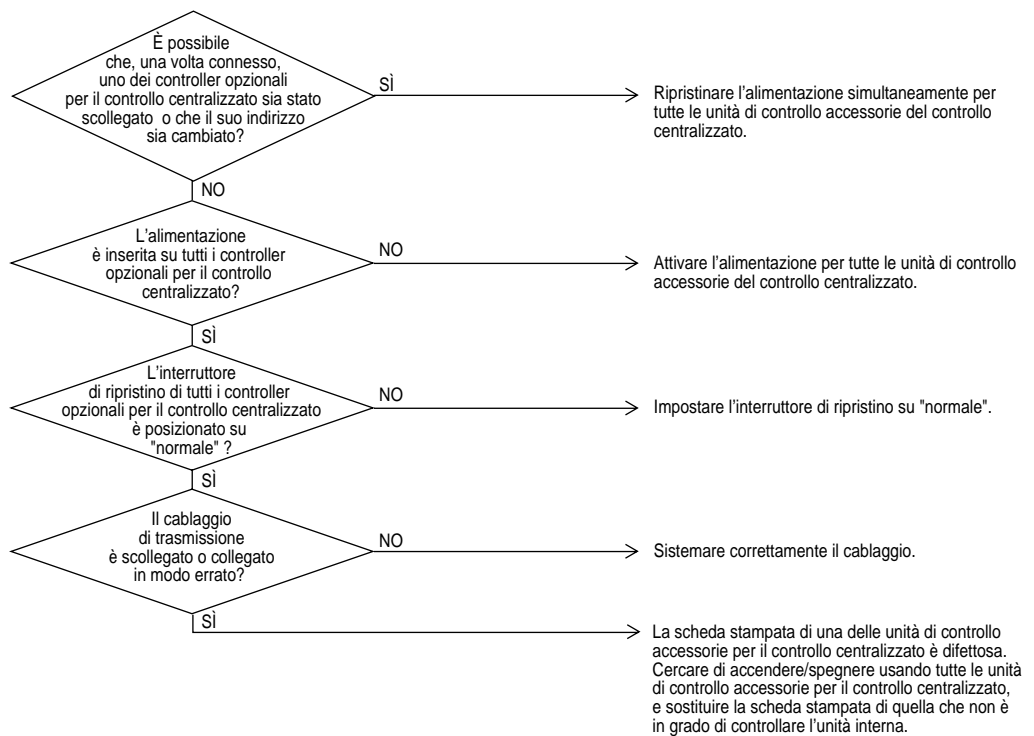 È possibile
che, una volta connesso,
uno dei controller opzionali
per il controllo centralizzato sia stato
scollegato o che il suo indirizzo
sia cambiato?
SÌ
Ripristinare l'alimentazione simultaneamente per
tutte le unità di controllo accessorie del controllo
centralizzato.
NO
L'alimentazione
è inserita su tutti i controller
opzionali per il controllo
centralizzato?
NO
Attivare l'alimentazione per tutte le unità di controllo
accessorie del controllo centralizzato.
SÌ
L'interruttore
di ripristino di tutti i controller
opzionali per il controllo centralizzato
è posizionato su
"normale" ?
NO
Impostare l'interruttore di ripristino su "normale".
SÌ
Il cablaggio
di trasmissione
è scollegato o collegato
in modo errato?
NO
Sistemare correttamente il cablaggio.
SÌ
La scheda stampata di una delle unità di controllo
accessorie per il controllo centralizzato è difettosa.
Cercare di accendere/spegnere usando tutte le unità
di controllo accessorie per il controllo centralizzato,
e sostituire la scheda stampata di quella che non è
in grado di controllare l'unità interna.